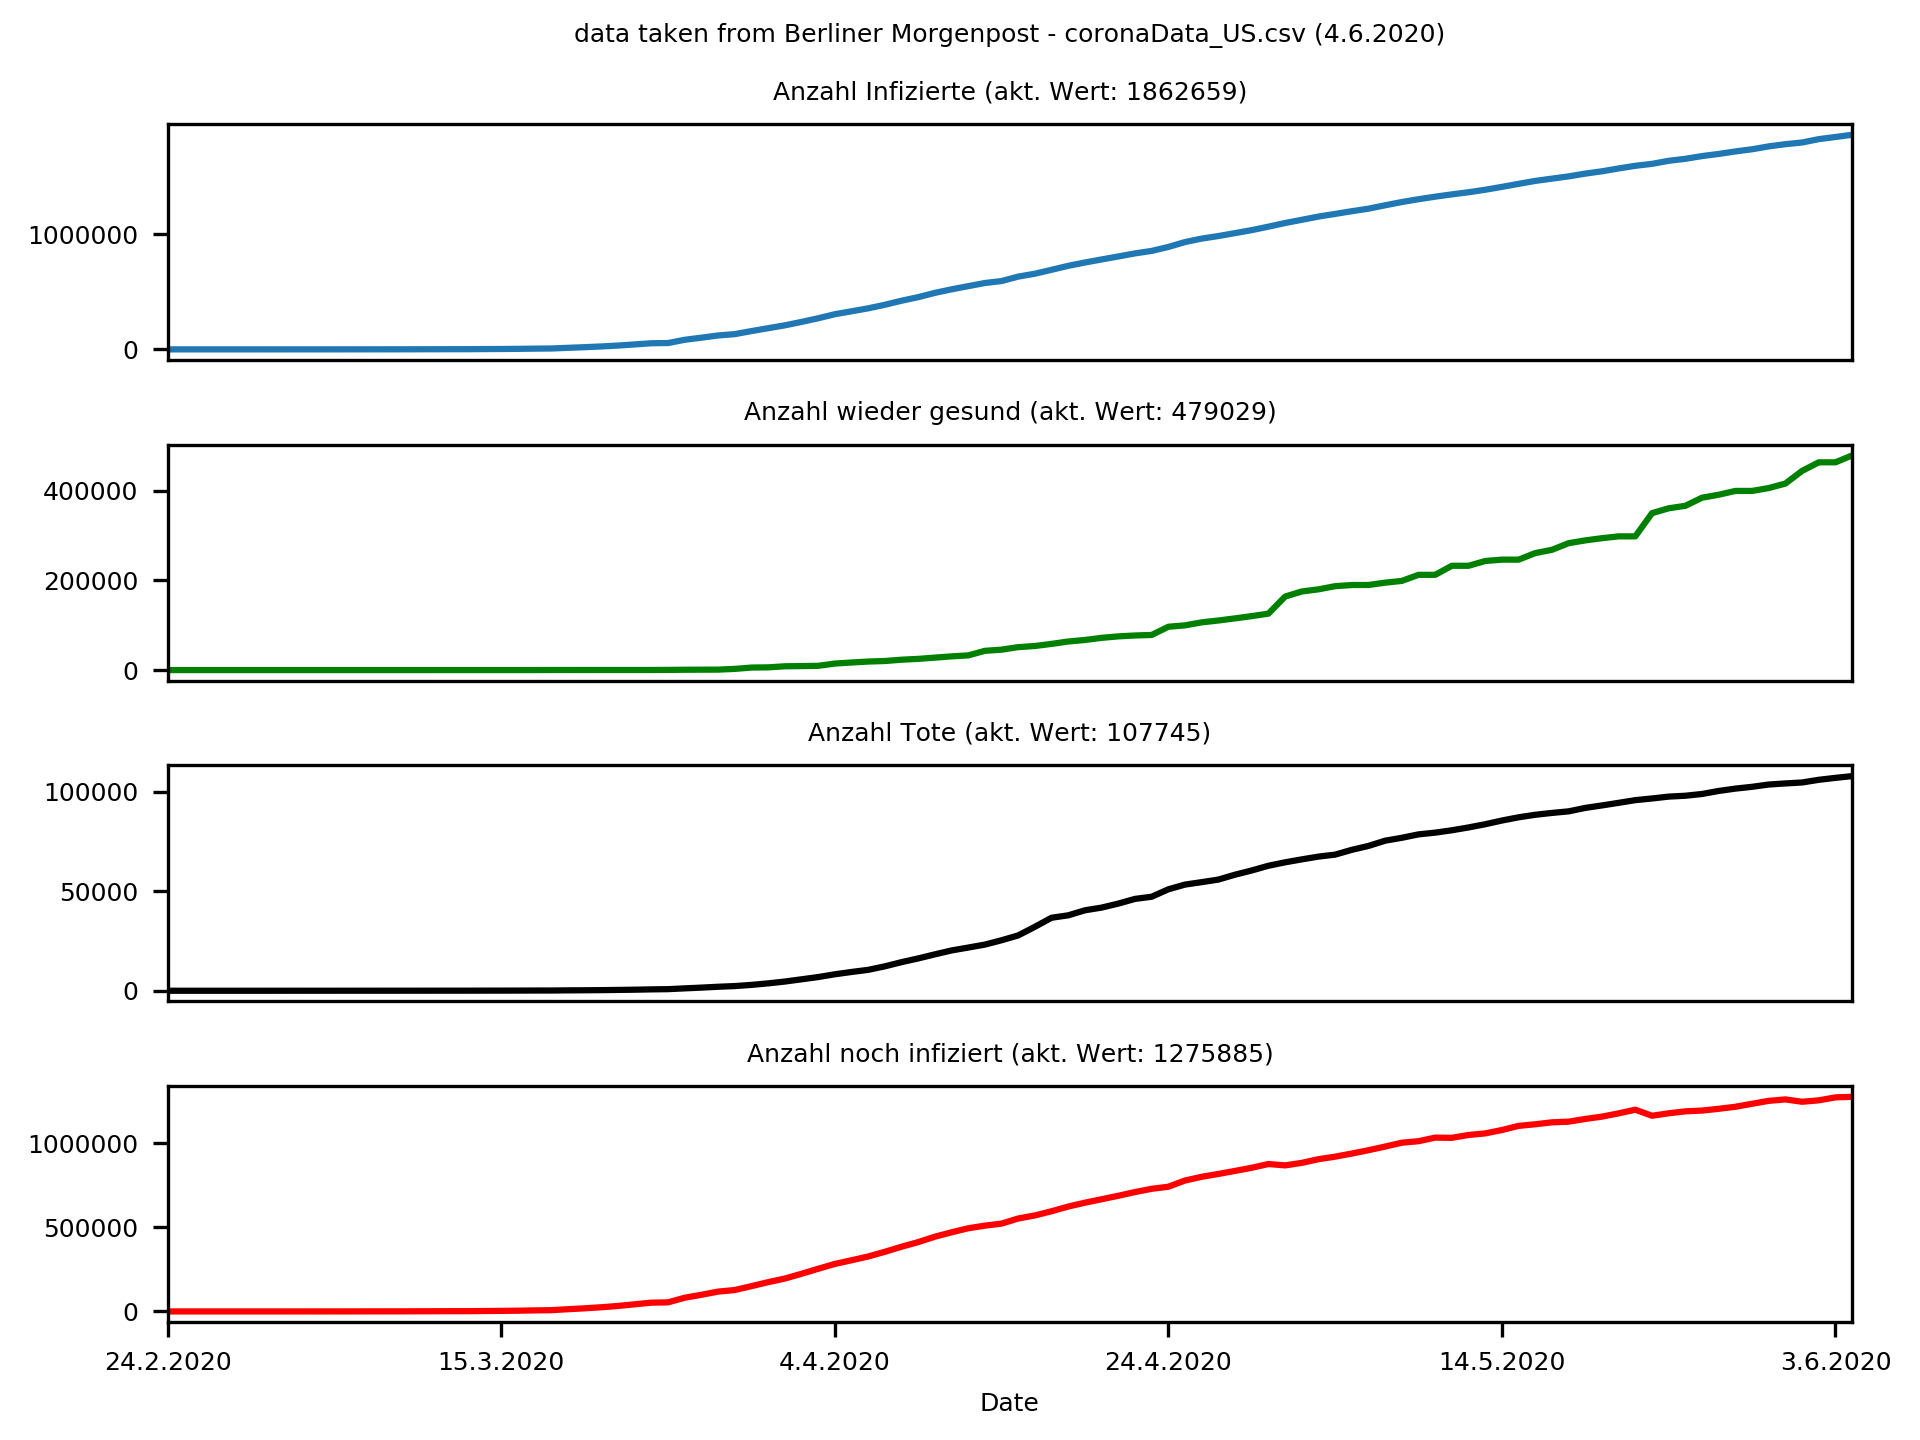 data taken from Berliner Morgenpost - coronaData_US.csv (4.6.2020)
Anzahl Infizierte (akt. Wert: 1862659)
1000000
0
Anzahl wieder gesund (akt. Wert: 479029)
400000
200000
0
Anzahl Tote (akt. Wert: 107745)
100000
50000
0
Anzahl noch infiziert (akt. Wert: 1275885)
1000000
500000
0
24.2.2020 15.3.2020 4.4.2020 24.4.2020 14.5.2020 3.6.2020
Date